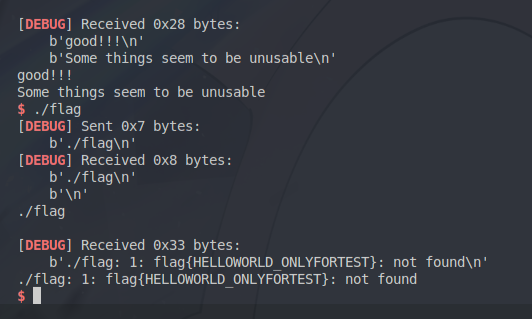 [DEBUG] Received 0x28 bytes:
b'good!!!\n'
b'Some things seem to be unusable\n'
good!!!
Some things seem to be unusable
$ ./flag
[DEBUG] Sent 0x7 bytes:
b'./flag\n'
[DEBUG] Received 0x8 bytes:
b'./flag\n'
b'\n'
./flag
[DEBUG] Received 0x33 bytes:
b'./flag: 1: flag{HELLOWORLD_ONLYFORTEST}: not found\n'
./flag: 1: flag{HELLOWORLD_ONLYFORTEST}: not found
$